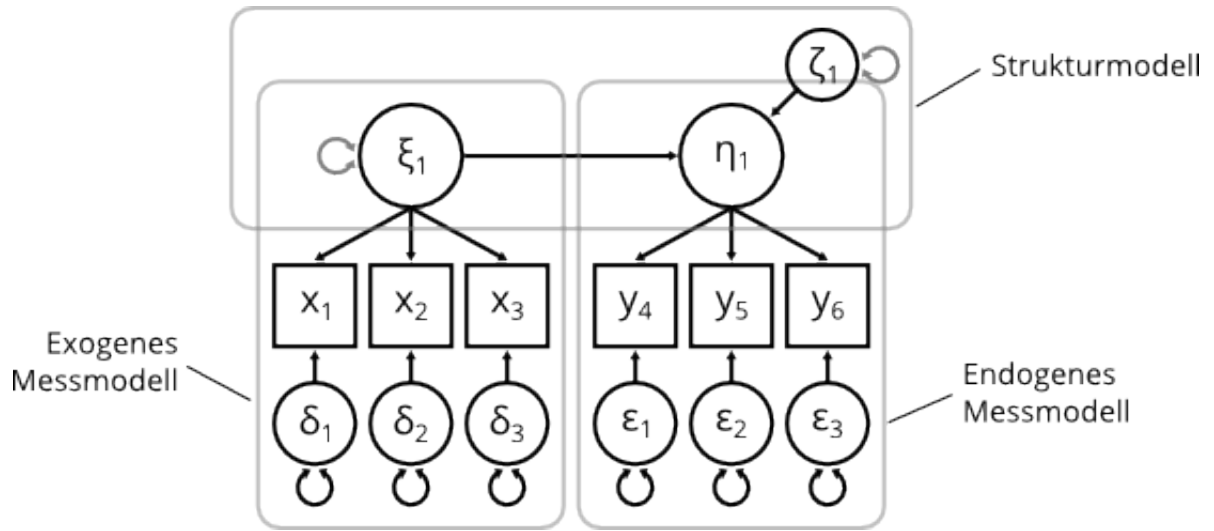 ζ1
Strukturmodell
ξ1
η1
x1
x2
x3
y4
y5
y6
Exogenes
Messmodell
Endogenes
Messmodell
δ1
δ2
δ3
ε1
ε2
ε3